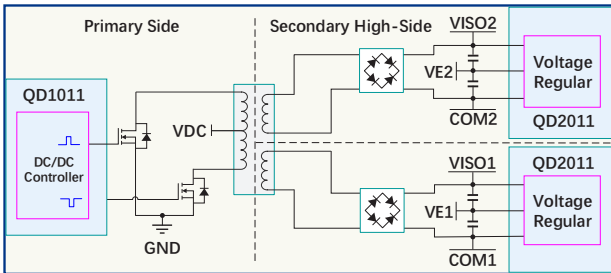 Primary Side
Secondary High-Side
VISO2
QD1011
VE2
Voltage
Regular
COM2
QD2011
VDC
DC/DC
Controller
VISO1
QD2011
VE1
Voltage
Regular
COM1
GND